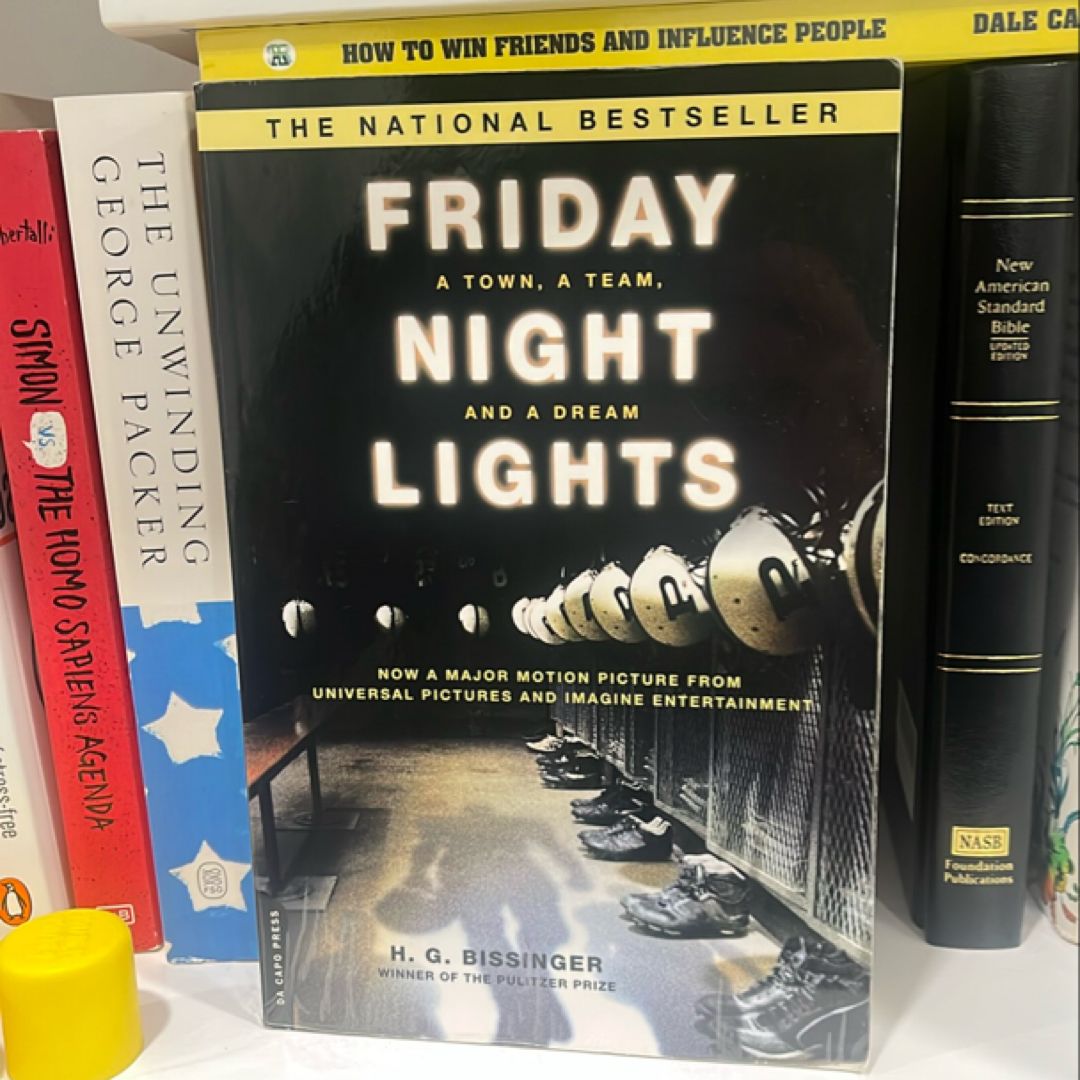 HOW TO WIN FRIENDS AND INFLUENCE PEOPLE
DALE CA
THE NATIONAL BESTSELLER
FRIDAY
A TOWN, A TEAM,
NIGHT
AND A DREAM
LIGHTS
P
P
NOW A MAJOR MOTION PICTURE FROM
UNIVERSAL PICTURES AND IMAGINE ENTERTAINMENT
H. G. BISSINGER
WINNER OF THE PULITZER PRIZE
DA CAPO PRESS
bertalli
SIMON VS. THE HOMO SAPIENS AGENDA
THE UNWINDING
GEORGE PACKER
stress-free
New
American
Standard
Bible
UPDATED
EDITION
TEXT
EDITION
CONCORDANCE
NASB
Foundation
Publications